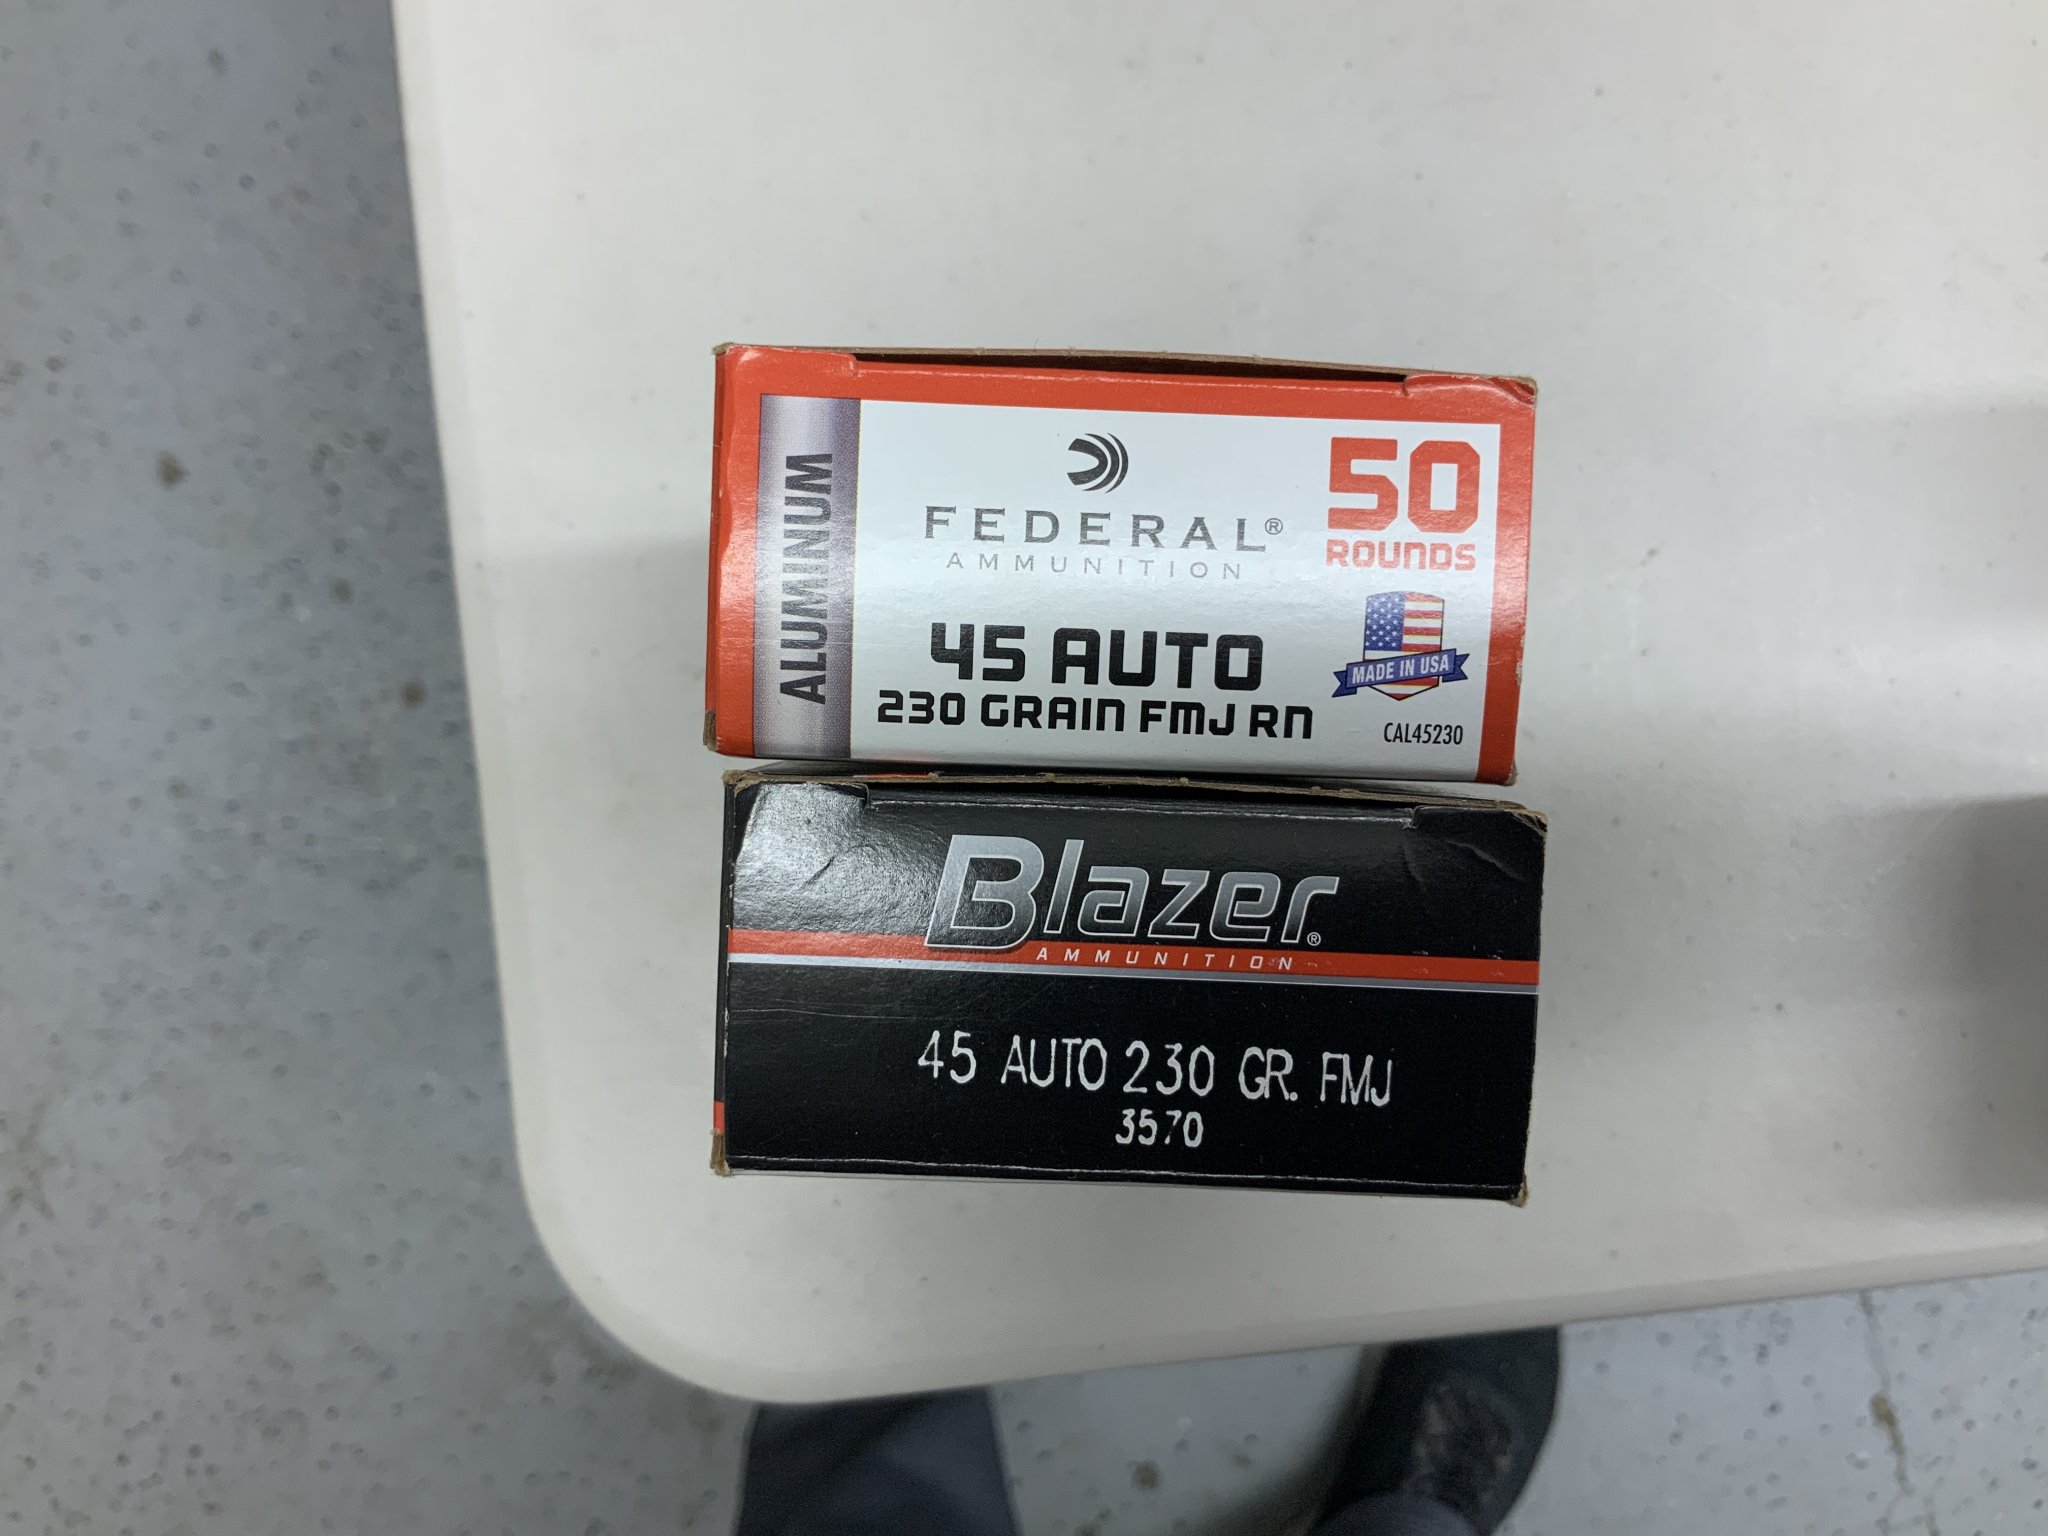 ALUMINUM
FEDERAL®
AMMUNITION
50
ROUNDS
45 AUTO
230 GRAIN FMJ RN
MADE IN USA
CAL45230
Blazer®
AMMUNITION
45 AUTO 230 GR. FMJ
3570